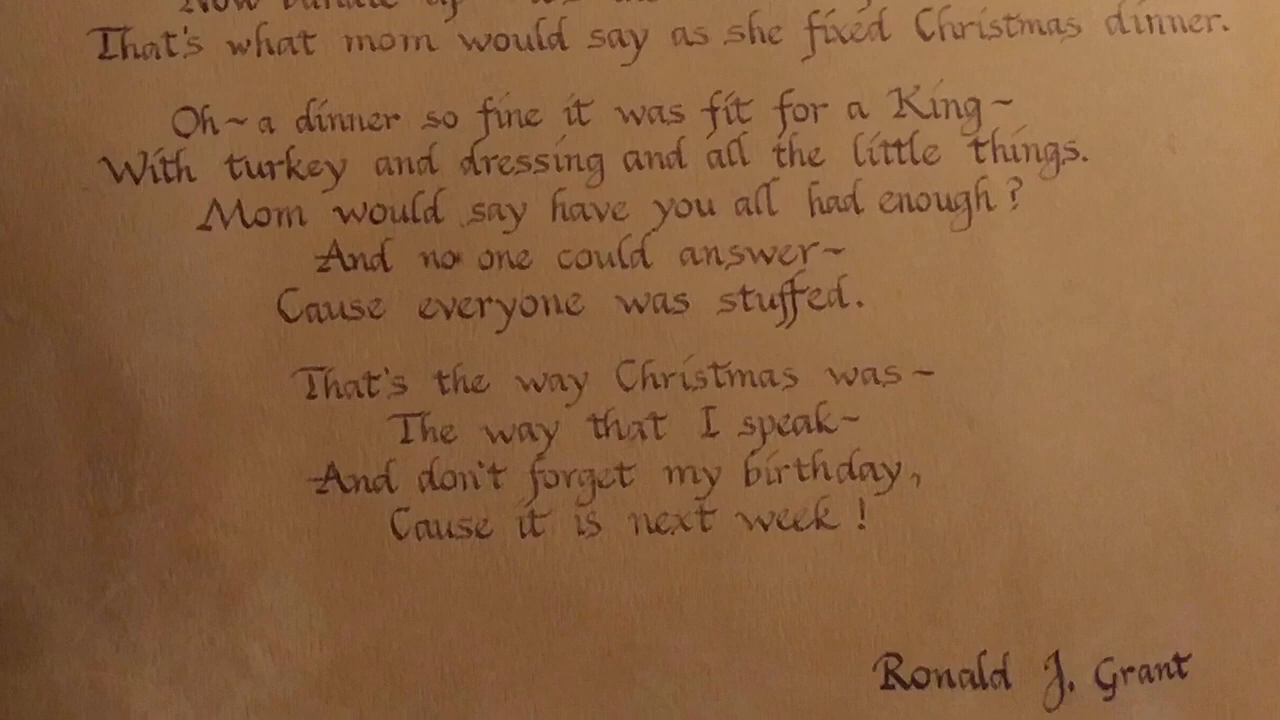 Now bundle up
That's what mom would say as she fixed Christmas dinner.
Oh~ a dinner so fine it was fit for a King~
With turkey and dressing and all the little things.
Mom would say have you all had enough?
And no one could answer~
Cause everyone was stuffed.
That's the way Christmas was~
The way that I speak~
And don't forget my birthday,
Cause it is next week!
Ronald J. Grant